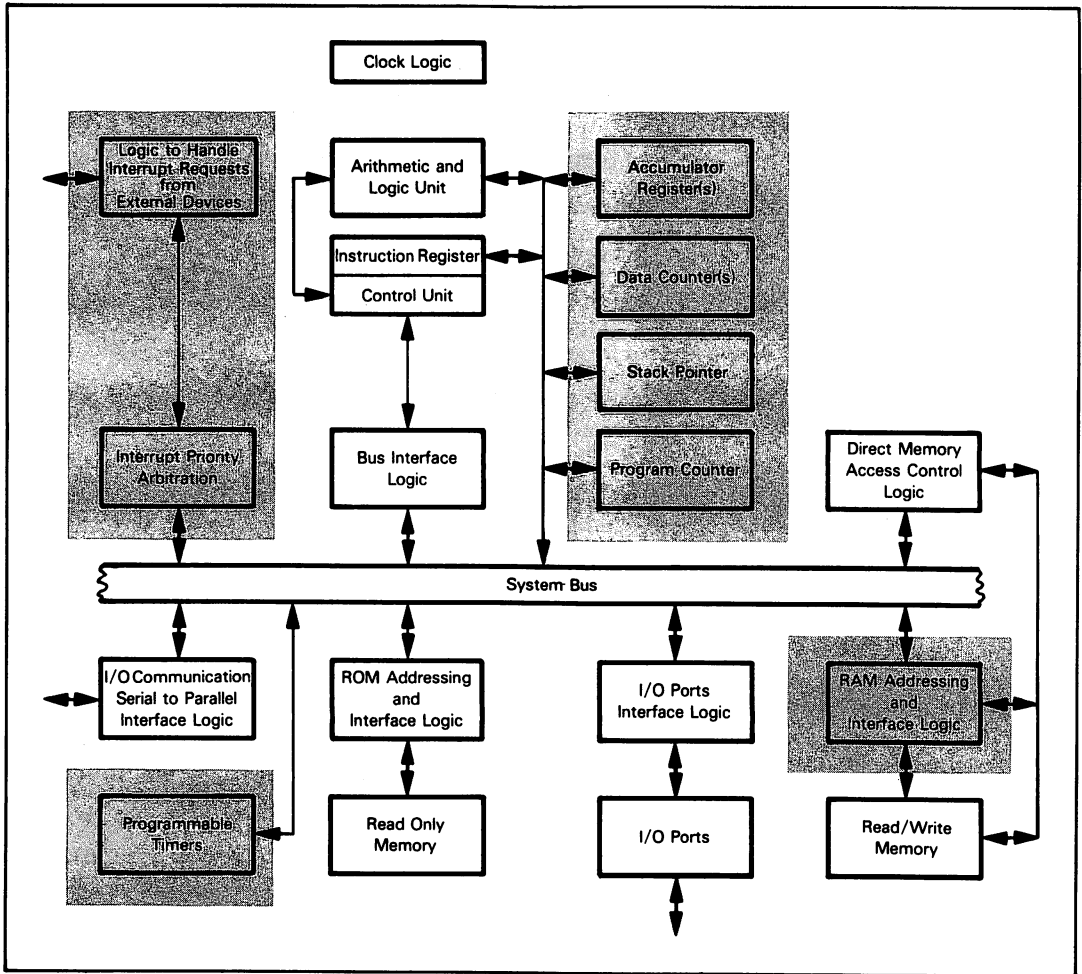 Clock Logic
Logic to Handle
Interrupt Requests
from
External Devices
Arithmetic and
Logic Unit
Accumulator
Register(s)
Instruction Register
Control Unit
Data Counter(s)
Stack Pointer
Interrupt Priority
Arbitration
Bus Interface
Logic
Program Counter
Direct Memory
Access Control
Logic
System Bus
I/O Communication
Serial to Parallel
Interface Logic
ROM Addressing
and
Interface Logic
I/O Ports
Interface Logic
RAM Addressing
and
Interface Logic
Programmable
Timers
Read Only
Memory
I/O Ports
Read/Write
Memory